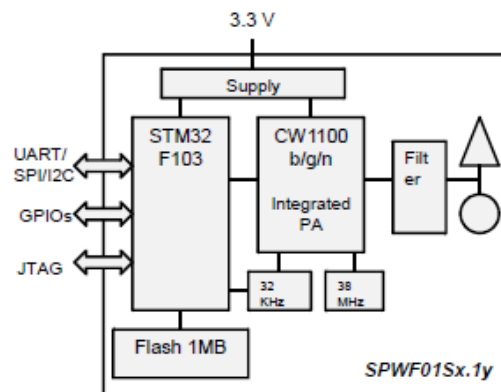 3.3 V
Supply
STM32
F103
CW1100
b/g/n
Integrated
PA
Filt
er
UART/
SPI/I2C
GPIOs
JTAG
32
KHz
38
MHz
Flash 1MB
SPWF01Sx.1y